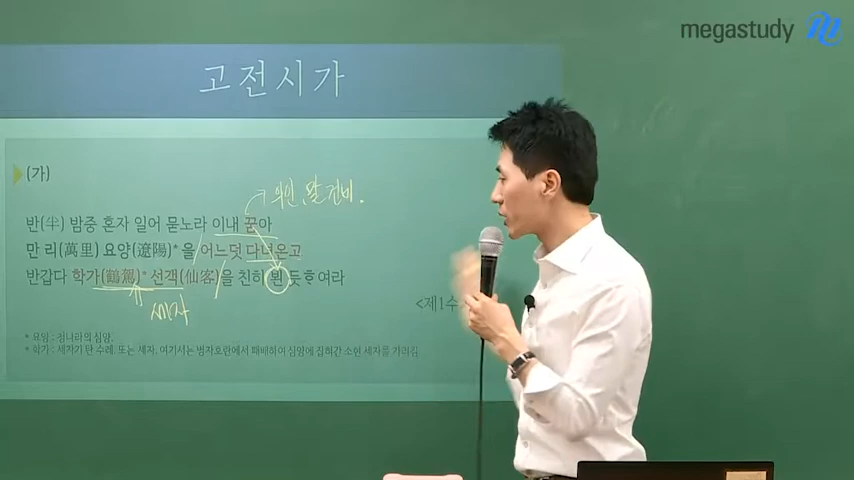 megastudy
고전시가
(가)
의인, 말 건네.
반(半) 밤중 혼자 일어 묻노라 이내 꿈아
만 리(萬里) 요양(遼陽)*을 어느덧 다녀온고
반갑다 학가(鶴駕)* 선객(仙客)을 친히 뵌 듯ᄒᆞ여라
세자
<제1수
* 요양 : 청나라의 심양.
* 학가 : 세자가 탄 수레. 또는 세자. 여기서는 병자호란에서 패배하여 심양에 잡혀간 소현 세자를 가리킴